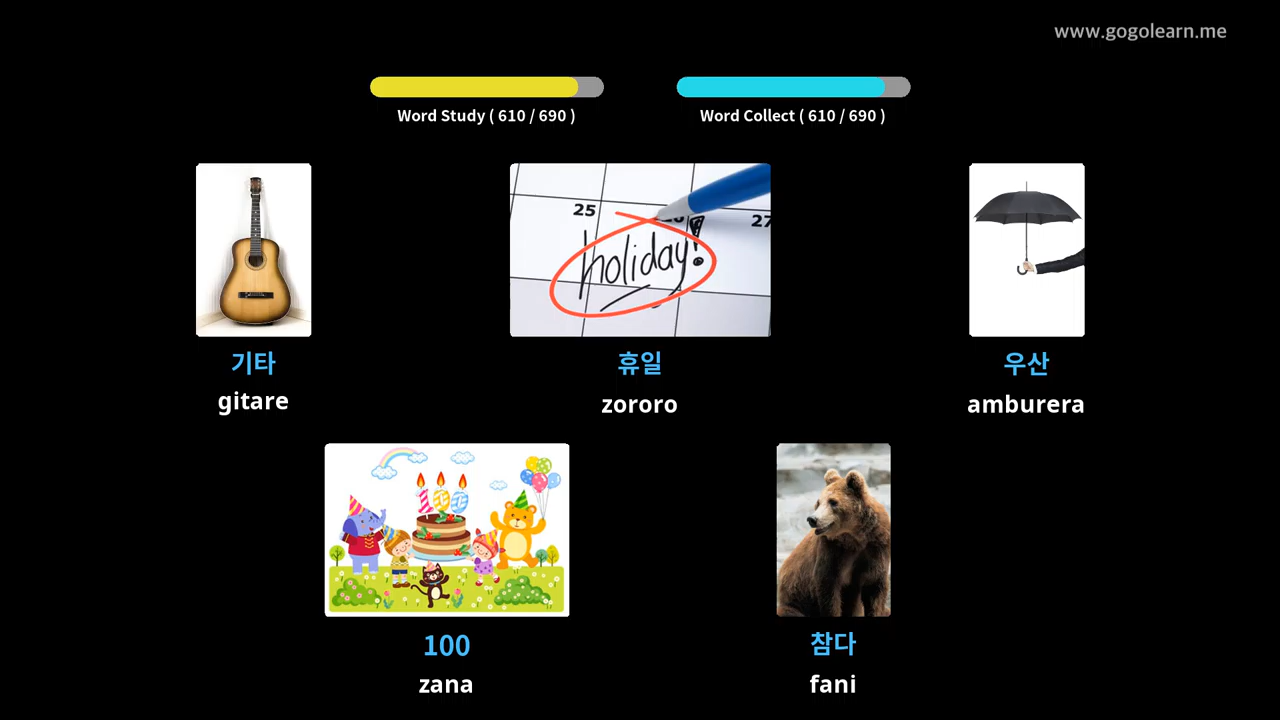 www.gogolearn.me
Word Study ( 610 / 690 )
Word Collect ( 610 / 690 )
25
27
holiday!
기타
휴일
우산
gitare
zororo
amburera
100
100
참다
zana
fani